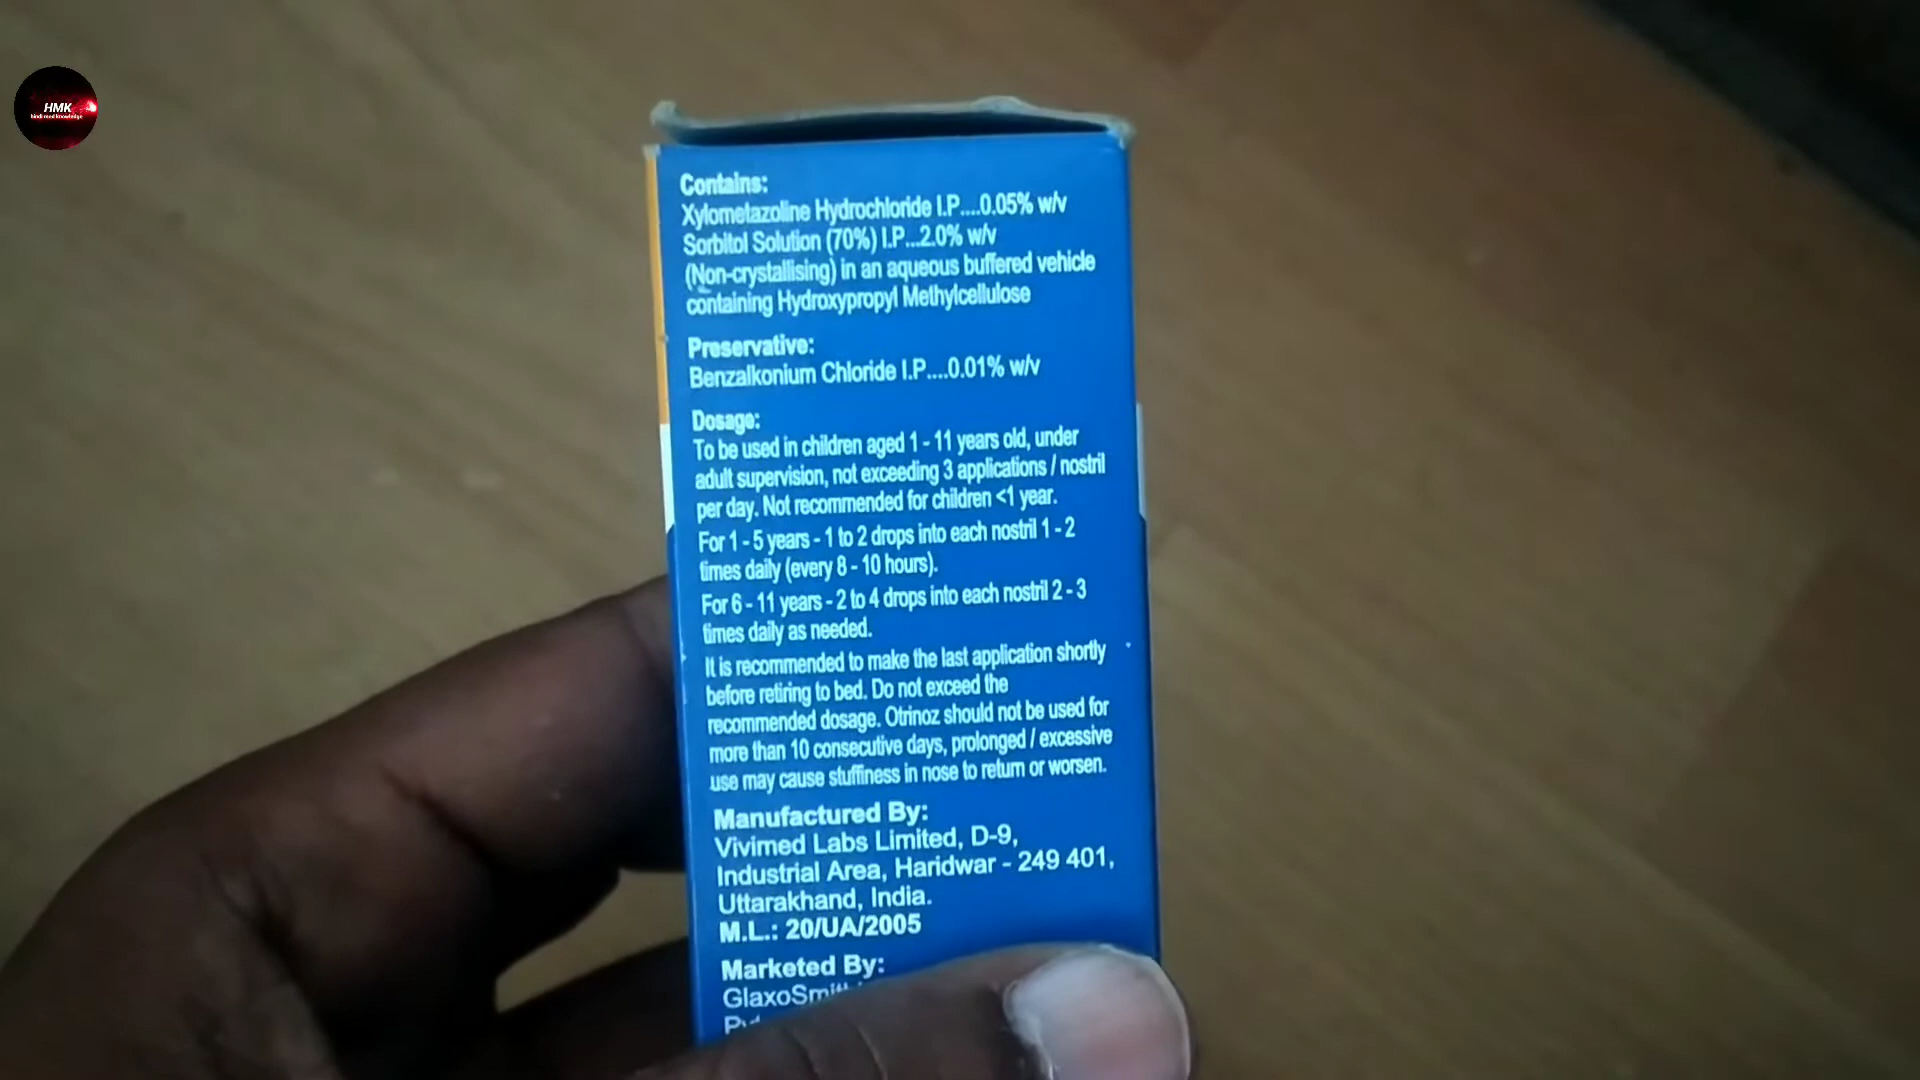 HMK
hindi med knowledge
Contains:
Xylometazoline Hydrochloride I.P....0.05% w/v
Sorbitol Solution (70%) I.P...2.0% w/v
(Non-crystallising) in an aqueous buffered vehicle
containing Hydroxypropyl Methylcellulose
Preservative:
Benzalkonium Chloride I.P....0.01% w/v
Dosage:
To be used in children aged 1 - 11 years old, under
adult supervision, not exceeding 3 applications / nostril
per day. Not recommended for children <1 year.
For 1 - 5 years - 1 to 2 drops into each nostril 1 - 2
times daily (every 8 - 10 hours).
For 6 - 11 years - 2 to 4 drops into each nostril 2 - 3
times daily as needed.
It is recommended to make the last application shortly
before retiring to bed. Do not exceed the
recommended dosage. Otrinoz should not be used for
more than 10 consecutive days, prolonged / excessive
use may cause stuffiness in nose to return or worsen.
Manufactured By:
Vivimed Labs Limited, D-9,
Industrial Area, Haridwar - 249 401,
Uttarakhand, India.
M.L.: 20/UA/2005
Marketed By: